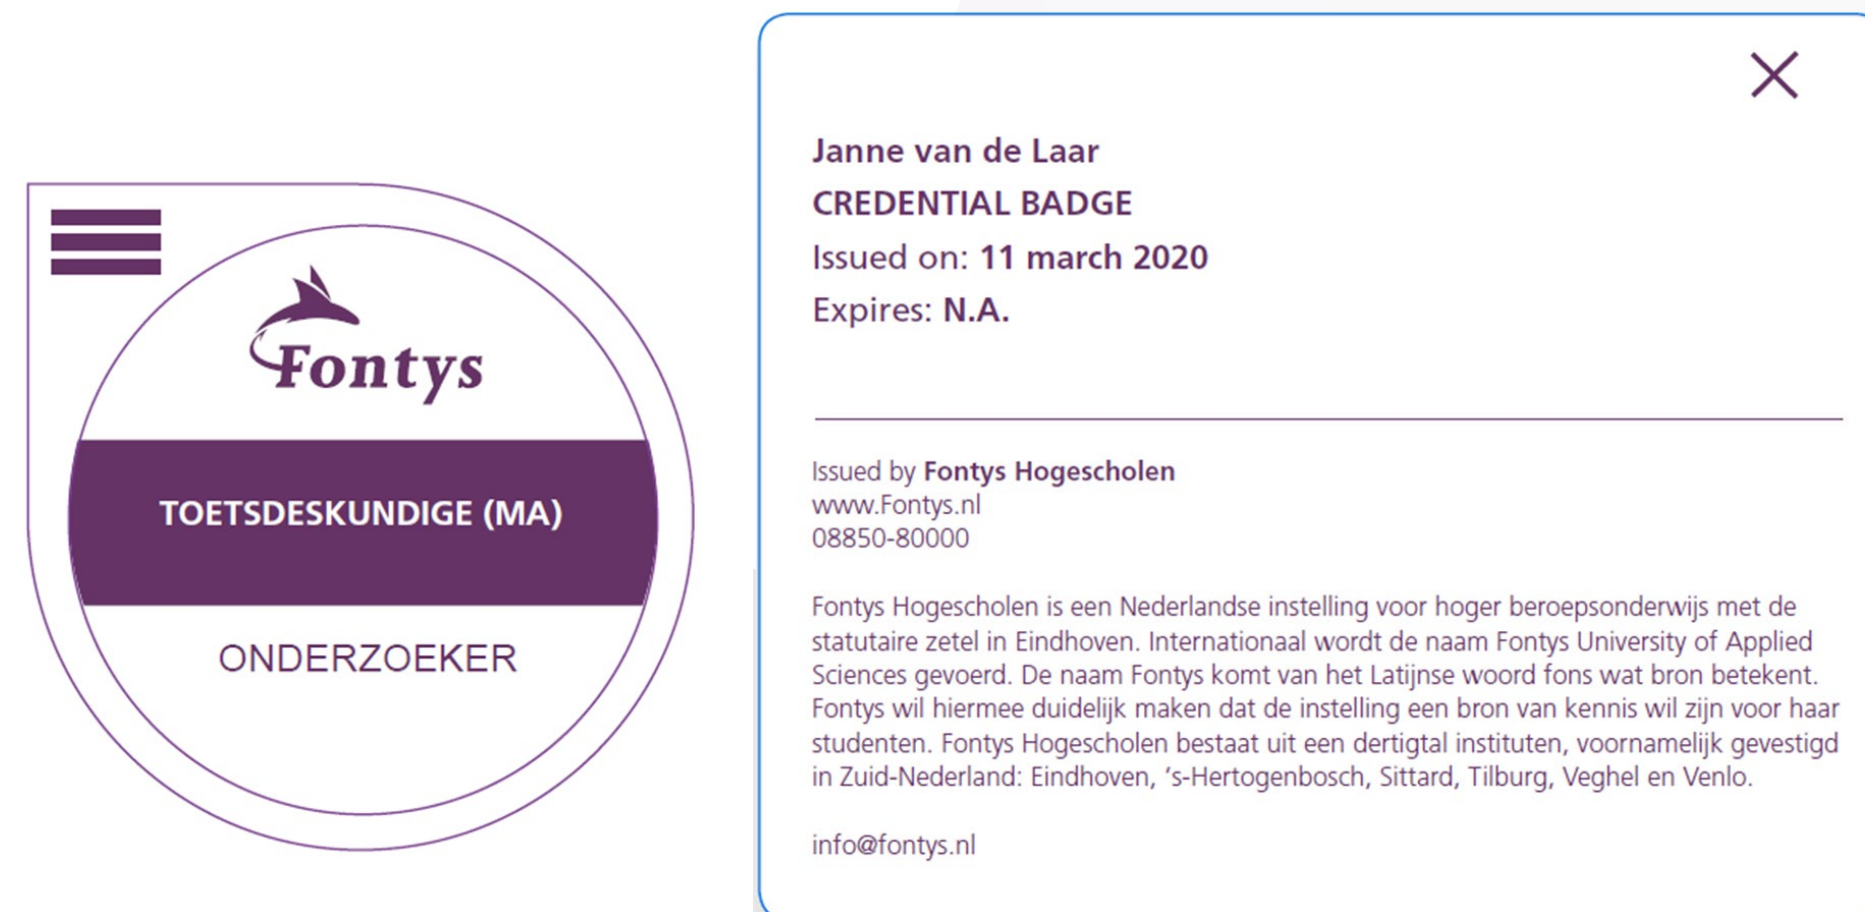 Fontys
TOETSDESKUNDIGE (MA)
ONDERZOEKER
Janne van de Laar
CREDENTIAL BADGE
Issued on: 11 march 2020
Expires: N.A.
Issued by Fontys Hogescholen
www.Fontys.nl
08850-80000
Fontys Hogescholen is een Nederlandse instelling voor hoger beroepsonderwijs met de
statutaire zetel in Eindhoven. Internationaal wordt de naam Fontys University of Applied
Sciences gevoerd. De naam Fontys komt van het Latijnse woord fons wat bron betekent.
Fontys wil hiermee duidelijk maken dat de instelling een bron van kennis wil zijn voor haar
studenten. Fontys Hogescholen bestaat uit een dertigtal instituten, voornamelijk gevestigd
in Zuid-Nederland: Eindhoven, ‘s-Hertogenbosch, Sittard, Tilburg, Veghel en Venlo.
info@fontys.nl